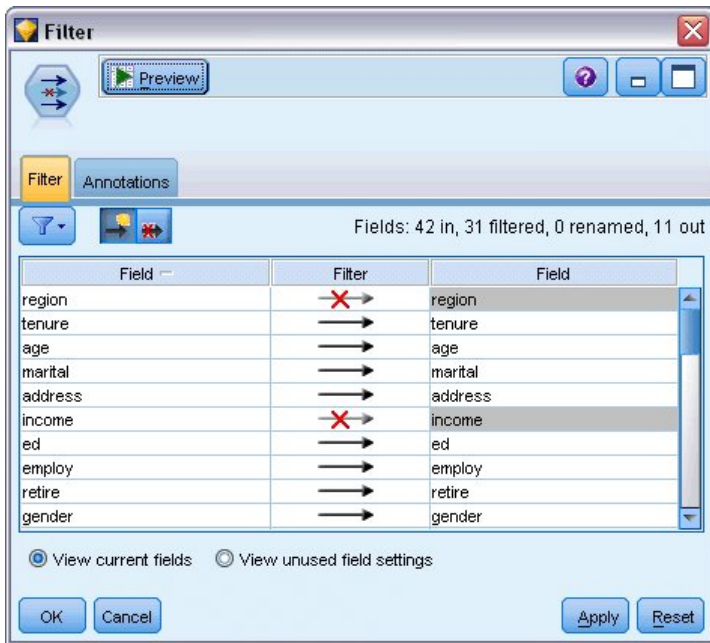 Filter
Preview
Filter Annotations
Fields: 42 in, 31 filtered, 0 renamed, 11 out
Field Filter Field
region region
tenure tenure
age age
marital marital
address address
income income
ed ed
employ employ
retire retire
gender gender
View current fields View unused field settings
OK Cancel Apply Reset